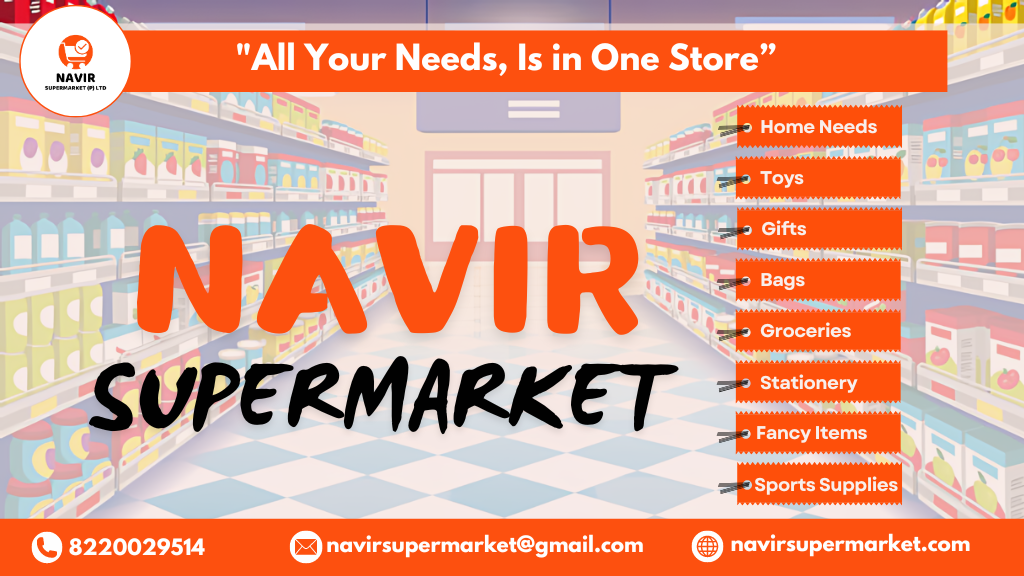 NAVIR
SUPERMARKET (P) LTD
"All Your Needs, Is in One Store”
NAVIR
SUPERMARKET
Home Needs
Toys
Gifts
Bags
Groceries
Stationery
Fancy Items
Sports Supplies
8220029514
navirsupermarket@gmail.com
navirsupermarket.com